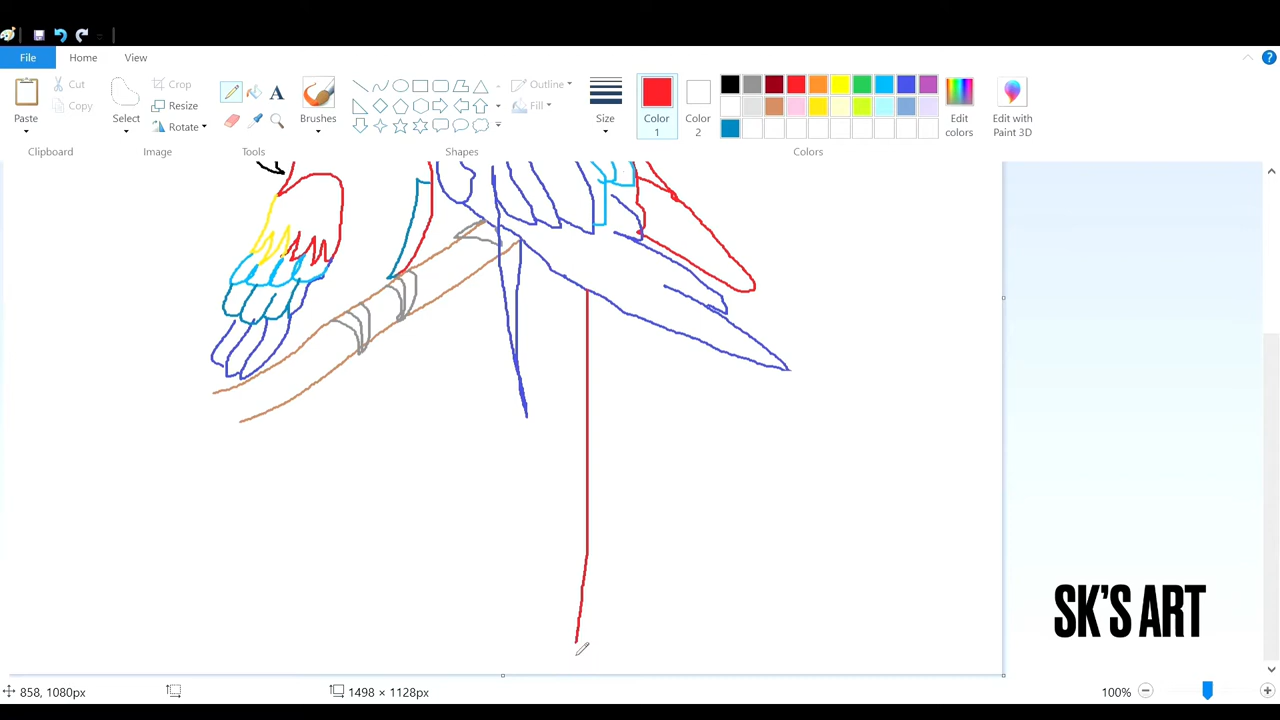 File Home View
Paste Cut Copy Select Crop Resize Rotate A Brushes Outline Fill Size Color 1 Color 2 Edit colors Edit with Paint 3D
Clipboard Image Tools Shapes Colors
SK'S ART
858, 1080px 1498 × 1128px 100%